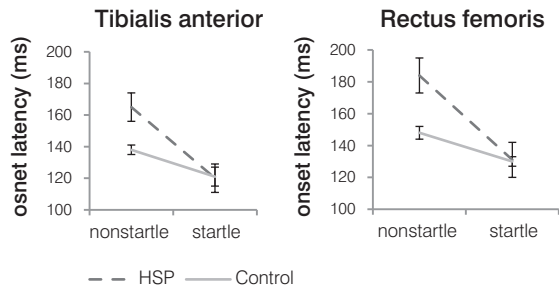 Tibialis anterior
osnet latency (ms)
200
180
160
140
120
100
nonstartle startle
Rectus femoris
onset latency (ms)
200
180
160
140
120
100
nonstartle startle
HSP Control